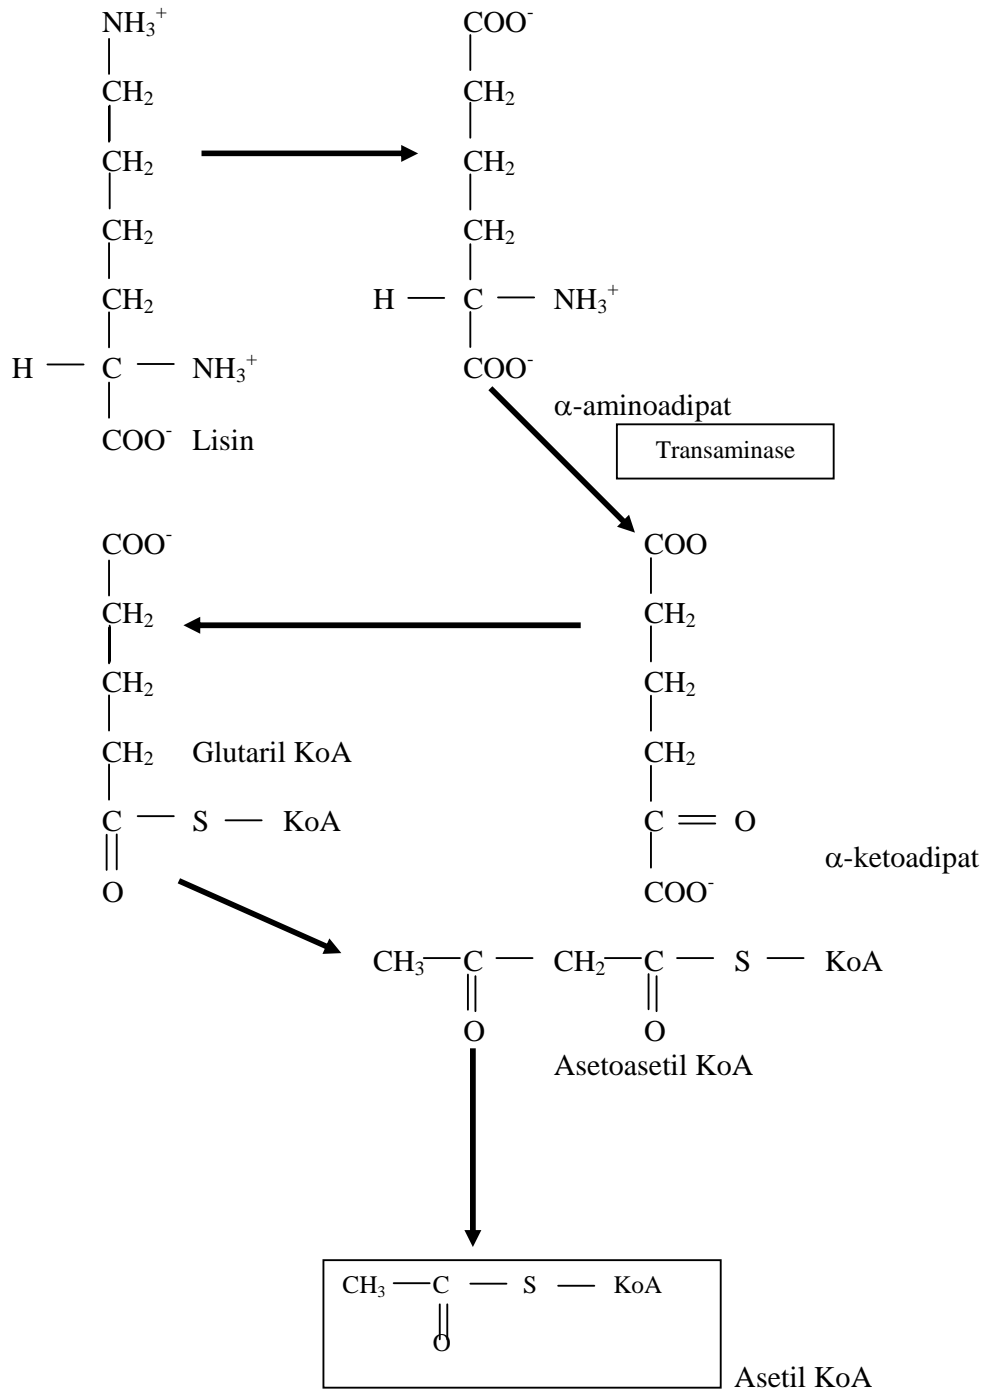 NH₃⁺
CH₂
CH₂
CH₂
CH₂
H — C — NH₃⁺
COO⁻ Lisin
COO⁻
CH₂
CH₂
CH₂
H — C — NH₃⁺
COO⁻
α-aminoadipat
Transaminase
COO
CH₂
CH₂
CH₂
C = O
COO⁻
α-ketoadipat
COO⁻
CH₂
CH₂
CH₂ Glutaril KoA
C — S — KoA
O
CH₃ — C — CH₂ — C — S — KoA
O O
Asetoasetil KoA
CH₃ — C — S — KoA
O
Asetil KoA